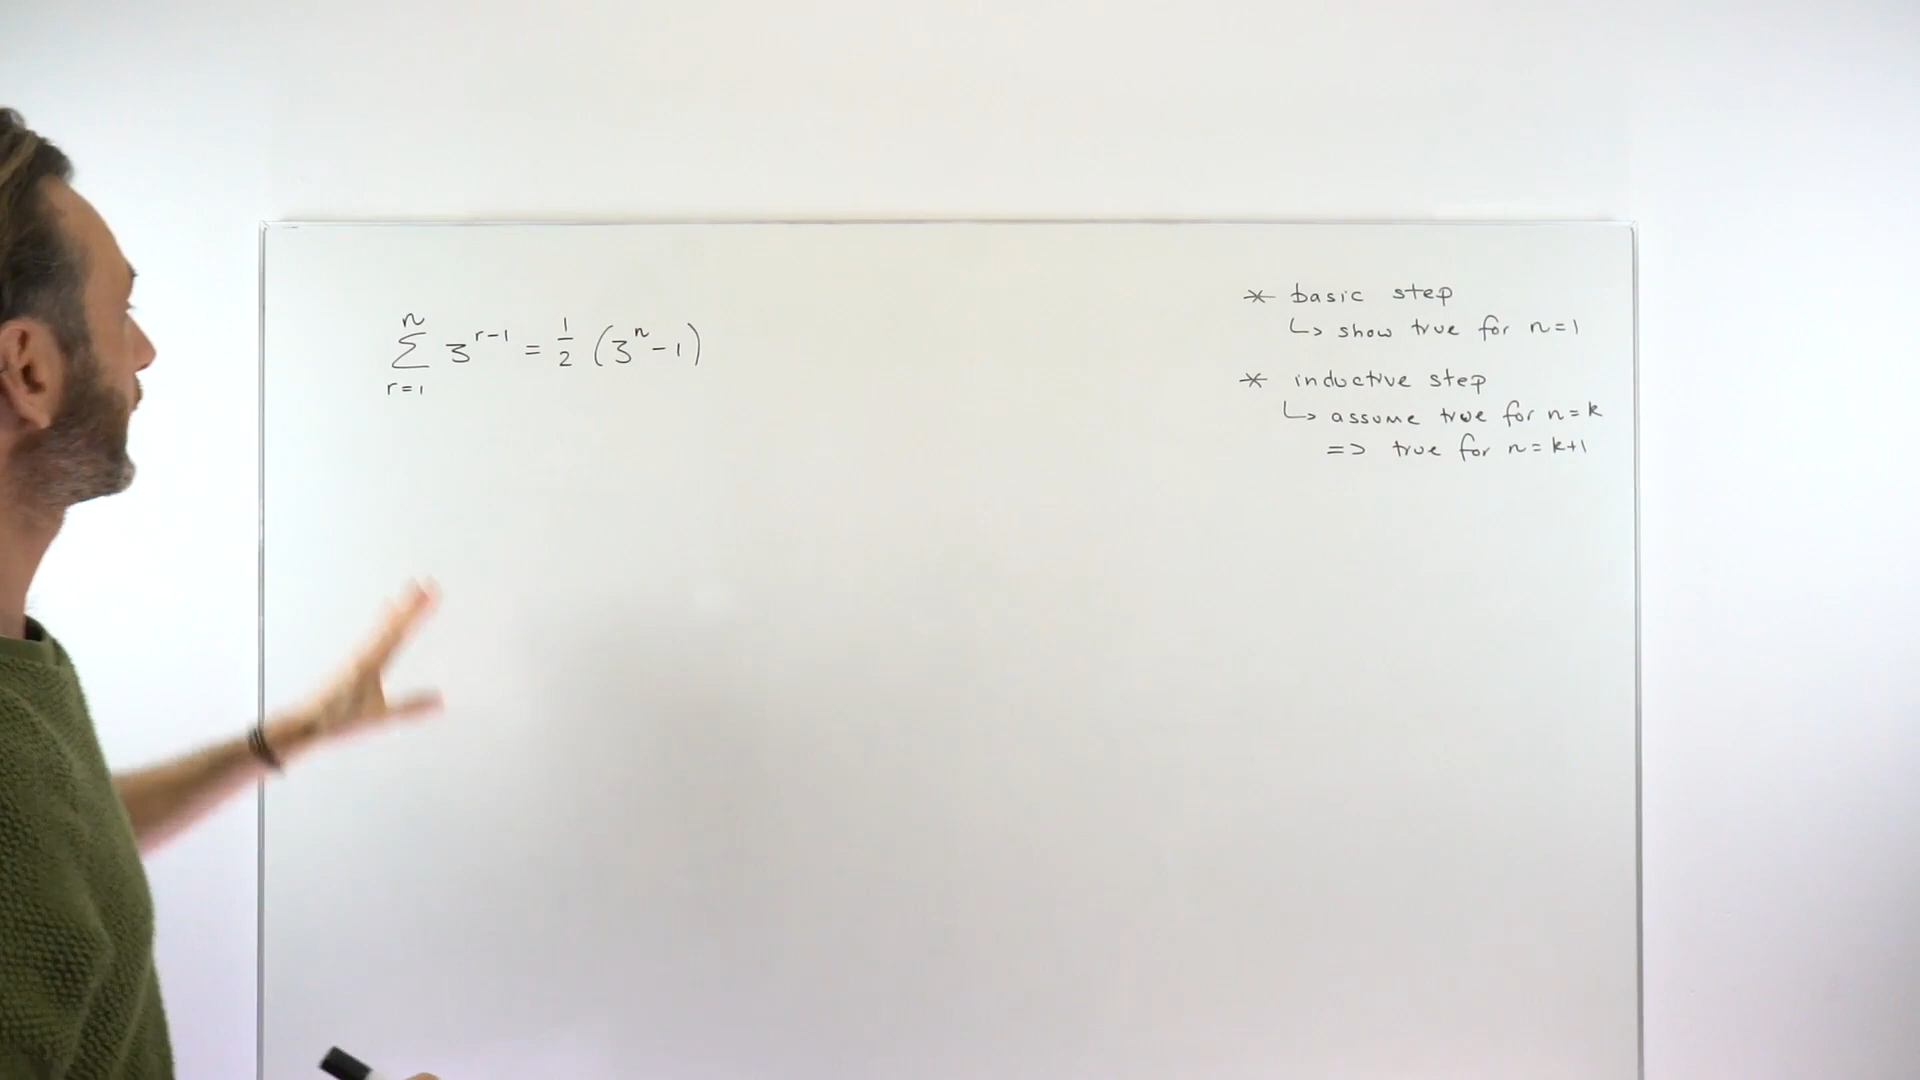 ∑_{r=1}^{n} 3^{r-1} = 1/2 (3^n - 1)
* basic step
↳ show true for n=1
* inductive step
↳ assume true for n=k
=> true for n=k+1